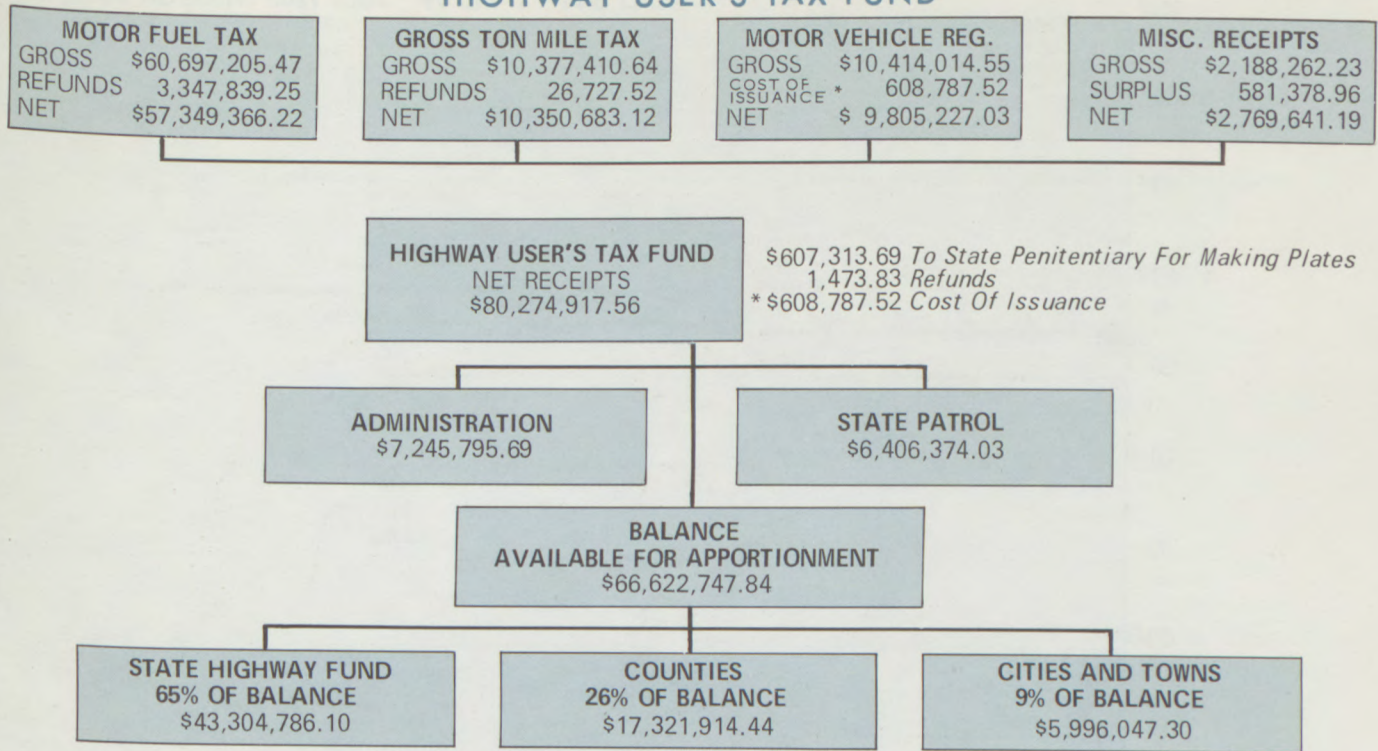 HIGHWAY USER'S TAX FUND
MOTOR FUEL TAX
GROSS $60,697,205.47
REFUNDS 3,347,839.25
NET $57,349,366.22
GROSS TON MILE TAX
GROSS $10,377,410.64
REFUNDS 26,727.52
NET $10,350,683.12
MOTOR VEHICLE REG.
GROSS $10,414,014.55
COST OF
ISSUANCE * 608,787.52
NET $ 9,805,227.03
MISC. RECEIPTS
GROSS $2,188,262.23
SURPLUS 581,378.96
NET $2,769,641.19
HIGHWAY USER'S TAX FUND
NET RECEIPTS
$80,274,917.56
$607,313.69 To State Penitentiary For Making Plates
1,473.83 Refunds
* $608,787.52 Cost Of Issuance
ADMINISTRATION
$7,245,795.69
STATE PATROL
$6,406,374.03
BALANCE
AVAILABLE FOR APPORTIONMENT
$66,622,747.84
STATE HIGHWAY FUND
65% OF BALANCE
$43,304,786.10
COUNTIES
26% OF BALANCE
$17,321,914.44
CITIES AND TOWNS
9% OF BALANCE
$5,996,047.30